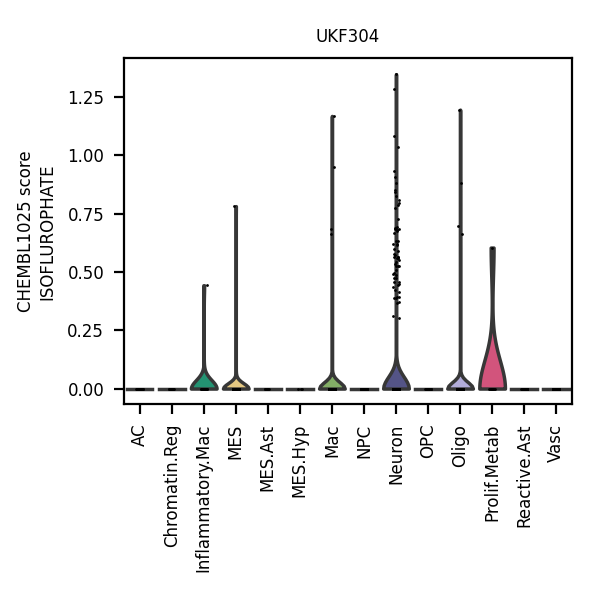 UKF304
CHEMBL1025 score
ISOFLUROPHATE
1.25
1.00
0.75
0.50
0.25
0.00
AC
Chromatin.Reg
Inflammatory.Mac
MES
MES.Ast
MES.Hyp
Mac
NPC
Neuron
OPC
Oligo
Prolif.Metab
Reactive.Ast
Vasc